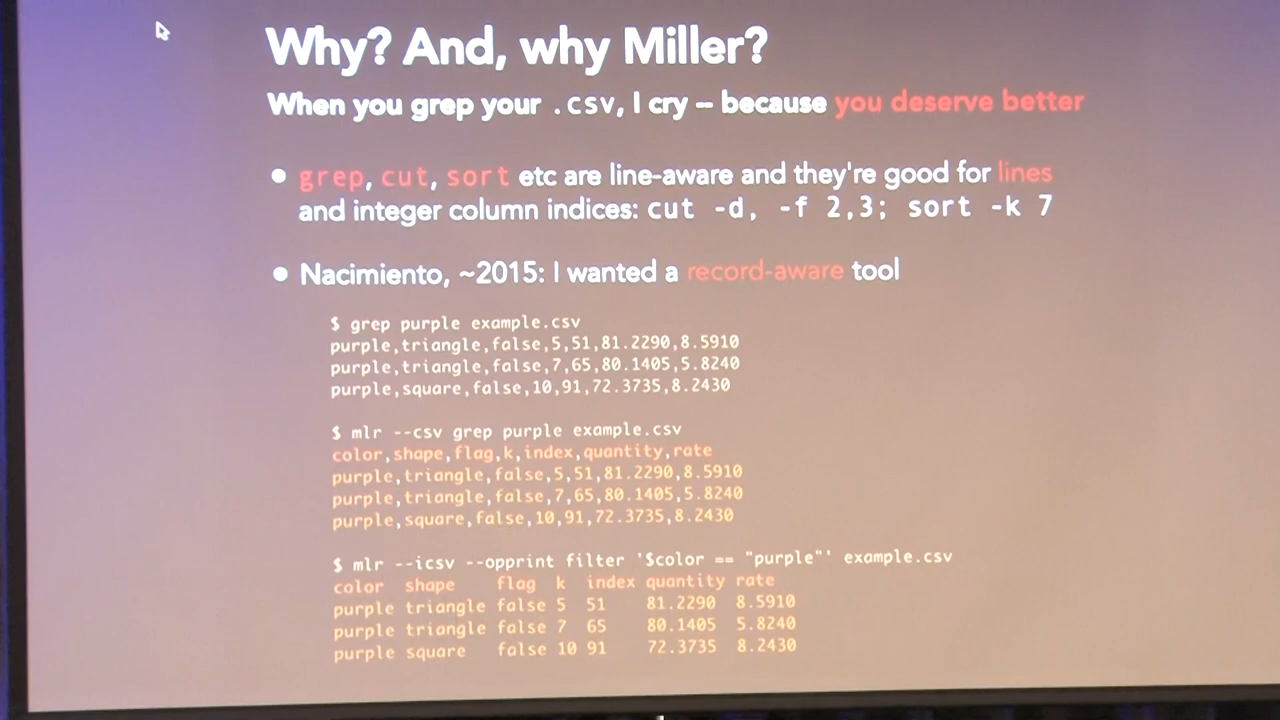 Why? And, why Miller?
When you grep your .csv, I cry – because you deserve better
• grep, cut, sort etc are line-aware and they're good for lines
and integer column indices: cut -d, -f 2,3; sort -k 7
• Nacimiento, ~2015: I wanted a record-aware tool
$ grep purple example.csv
purple,triangle,false,5,51,81.2290,8.5910
purple,triangle,false,7,65,80.1405,5.8240
purple,square,false,10,91,72.3735,8.2430
$ mlr --csv grep purple example.csv
color,shape,flag,k,index,quantity,rate
purple,triangle,false,5,51,81.2290,8.5910
purple,triangle,false,7,65,80.1405,5.8240
purple,square,false,10,91,72.3735,8.2430
$ mlr --icsv --opprint filter '$color == "purple"' example.csv
color  shape    flag  k  index quantity rate
purple triangle false 5  51    81.2290  8.5910
purple triangle false 7  65    80.1405  5.8240
purple square   false 10 91    72.3735  8.2430